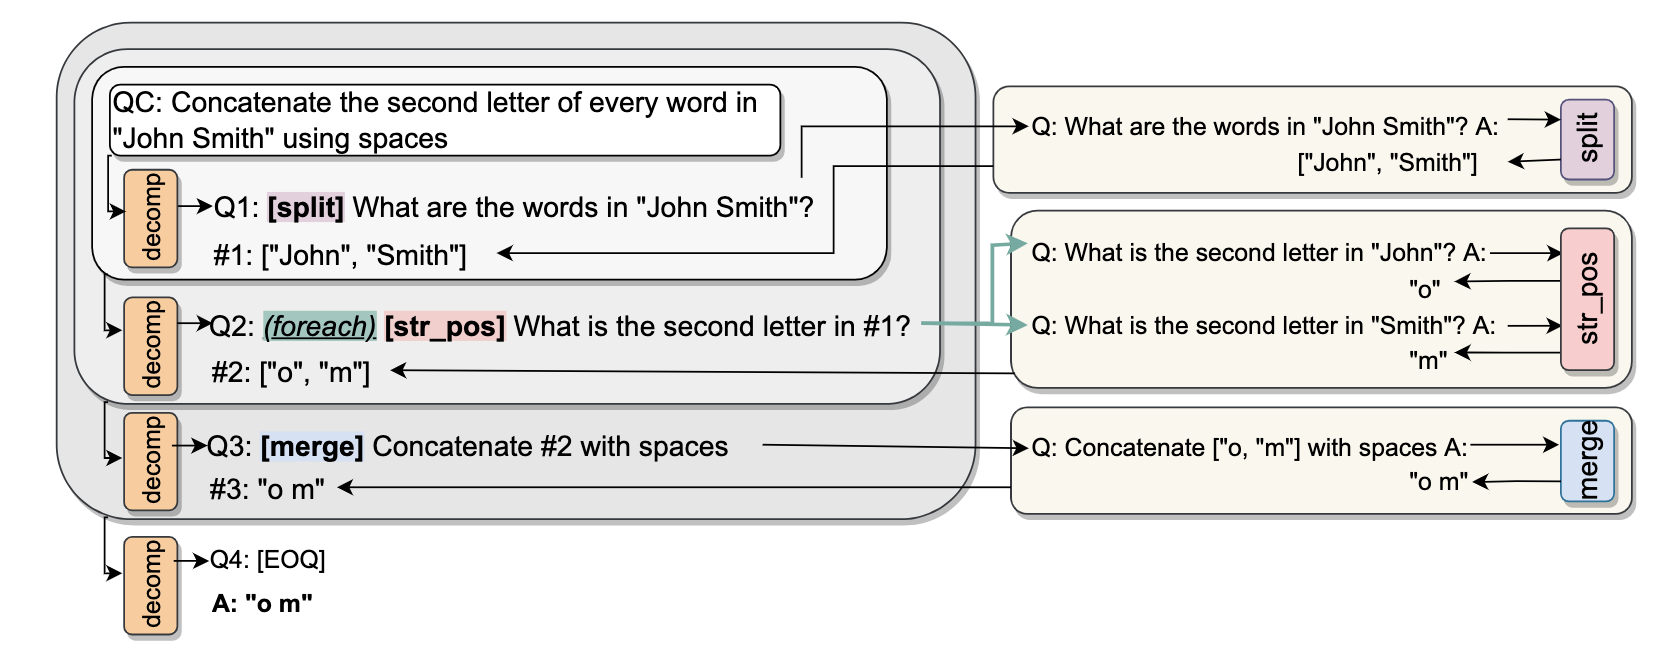 QC: Concatenate the second letter of every word in
"John Smith" using spaces
decomp
Q1: [split] What are the words in "John Smith"?
#1: ["John", "Smith"]
decomp
Q2: (foreach) [str_pos] What is the second letter in #1?
#2: ["o", "m"]
decomp
Q3: [merge] Concatenate #2 with spaces
#3: "o m"
decomp
Q4: [EOQ]
A: "o m"
Q: What are the words in "John Smith"? A:
["John", "Smith"]
split
Q: What is the second letter in "John"? A:
"o"
Q: What is the second letter in "Smith"? A:
"m"
str_pos
Q: Concatenate ["o, "m"] with spaces A:
"o m"
merge